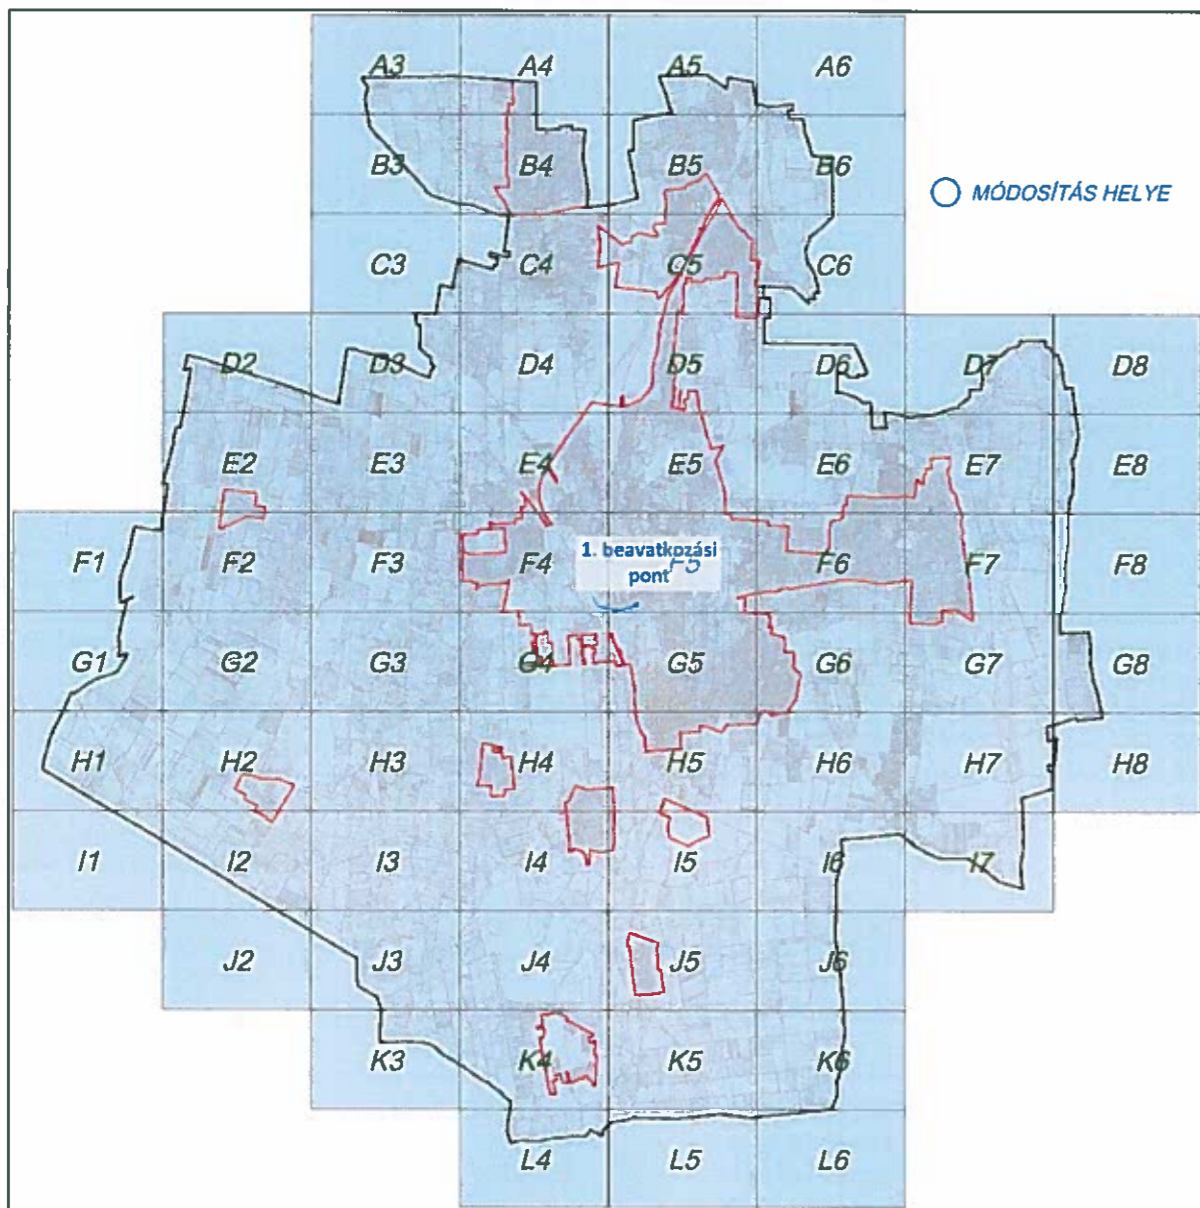 A3 A4 A5 A6
B3 B4 B5 B6
MÓDOSÍTÁS HELYE
C3 C4 C5 C6
D2 D3 D4 D5 D6 D7 D8
E2 E3 E4 E5 E6 E7 E8
1. beavatkozási
pont
F1 F2 F3 F4 F5 F6 F7 F8
G1 G2 G3 G4 G5 G6 G7 G8
H1 H2 H3 H4 H5 H6 H7 H8
I1 I2 I3 I4 I5 I6 I7
J2 J3 J4 J5 J6
K3 K4 K5 K6
L4 L5 L6